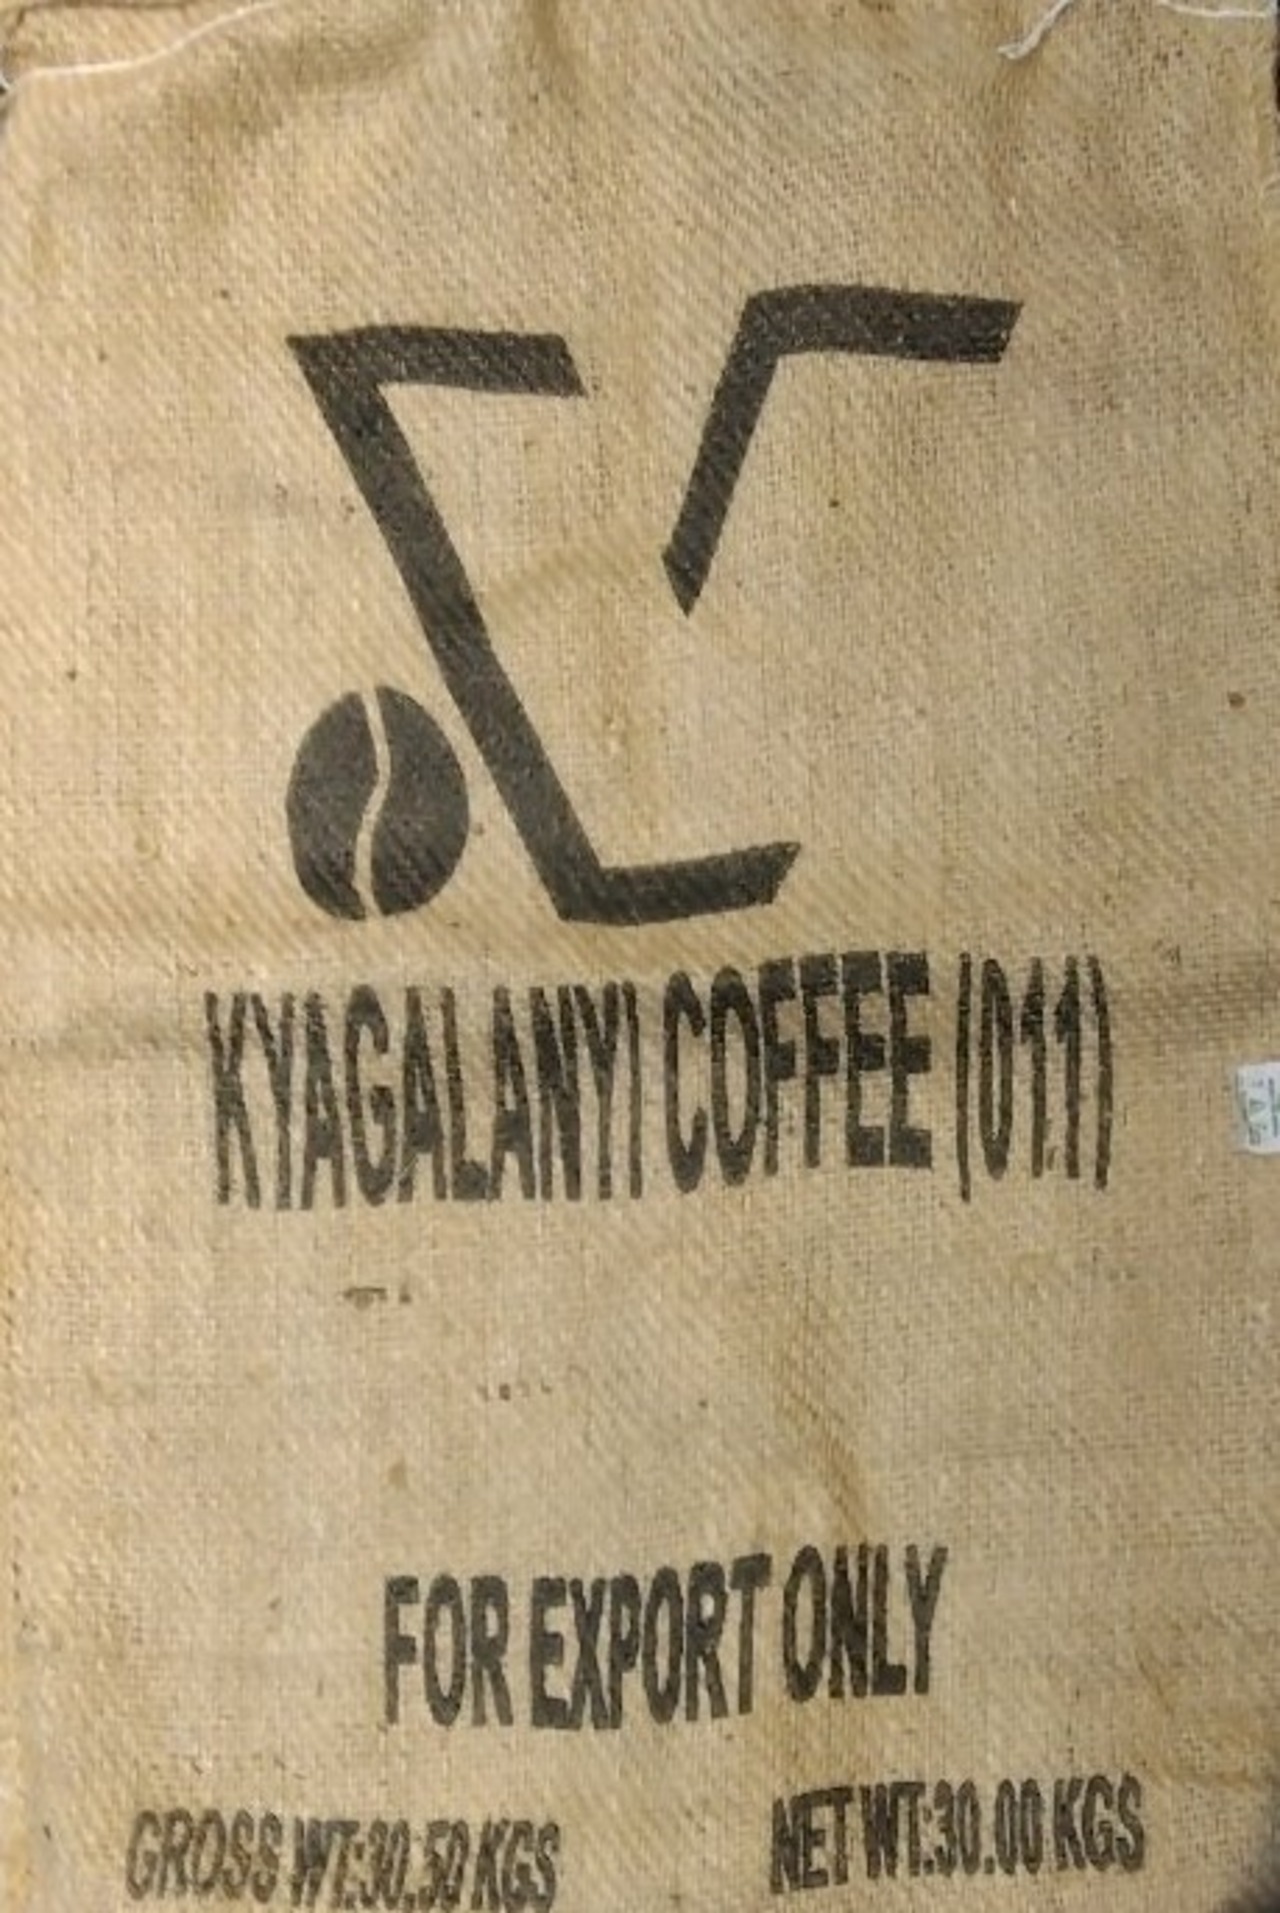 KYAGALANYI COFFEE (011)
FOR EXPORT ONLY
GROSS WT:30.50 KGS
NET WT:30.00 KGS